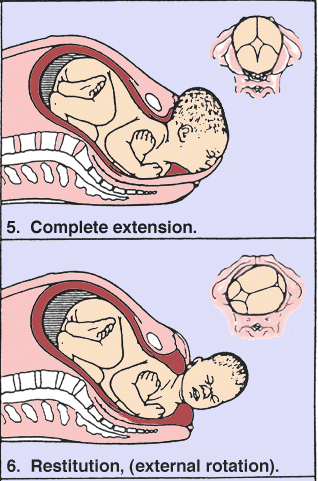 5. Complete extension.
6. Restitution, (external rotation).